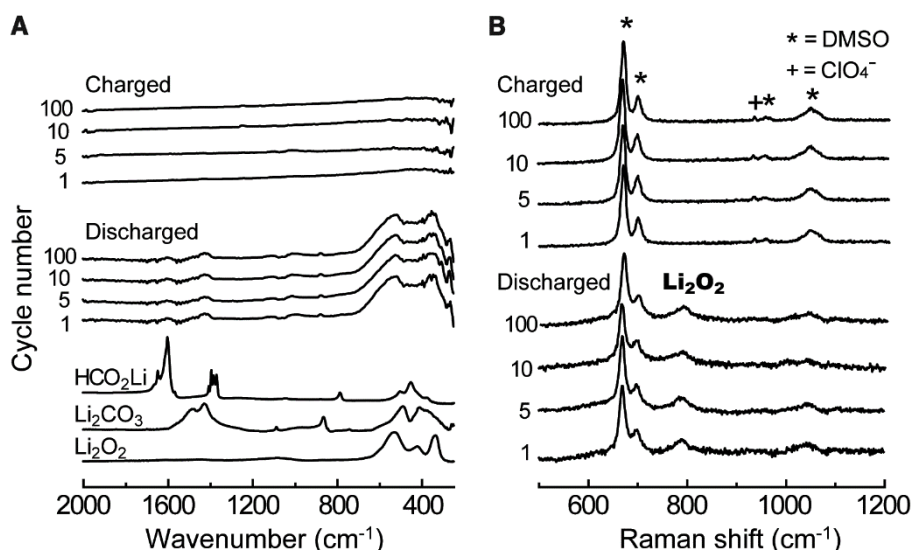 A
Cycle number
Charged
100
10
5
1
Discharged
100
10
5
1
HCO₂Li
Li₂CO₃
Li₂O₂
2000 1600 1200 800 400
Wavenumber (cm⁻¹)
B
* * + * *
* = DMSO
+ = ClO₄⁻
Charged
100
10
5
1
Discharged
Li₂O₂
100
10
5
1
600 800 1000 1200
Raman shift (cm⁻¹)